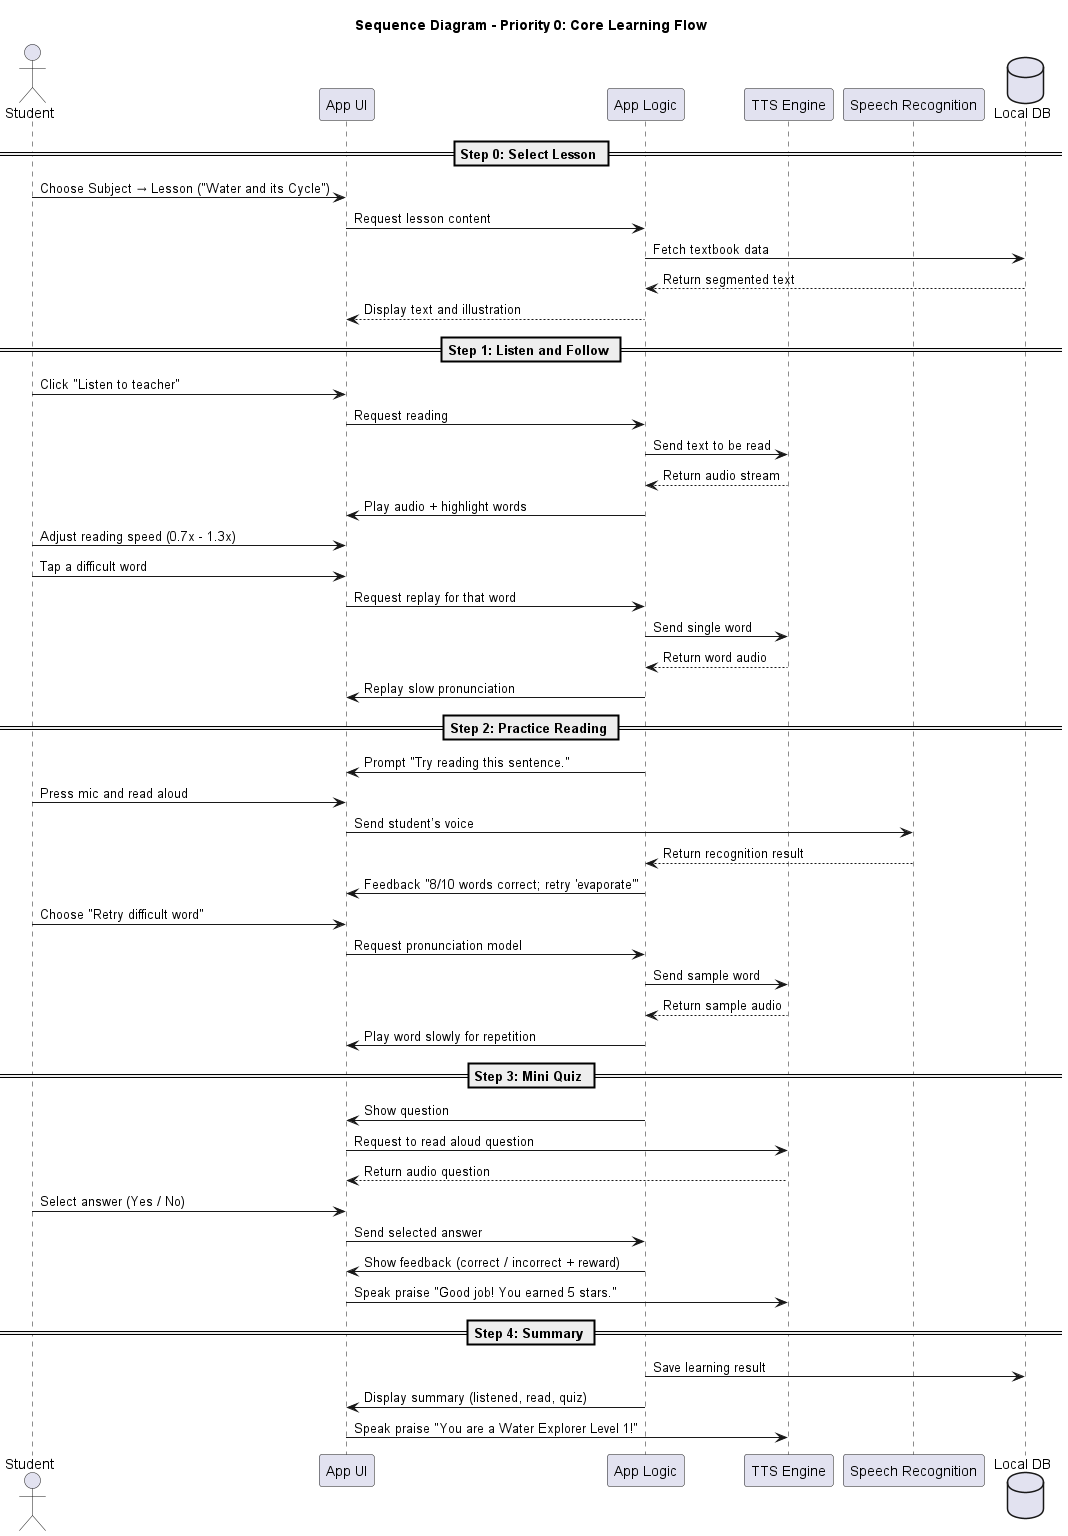 Sequence Diagram - Priority 0: Core Learning Flow
Student
App UI
App Logic
TTS Engine
Speech Recognition
Local DB
Step 0: Select Lesson
Choose Subject → Lesson ("Water and its Cycle")
Request lesson content
Fetch textbook data
Return segmented text
Display text and illustration
Step 1: Listen and Follow
Click "Listen to teacher"
Request reading
Send text to be read
Return audio stream
Play audio + highlight words
Adjust reading speed (0.7x - 1.3x)
Tap a difficult word
Request replay for that word
Send single word
Return word audio
Replay slow pronunciation
Step 2: Practice Reading
Prompt "Try reading this sentence."
Press mic and read aloud
Send student's voice
Return recognition result
Feedback "8/10 words correct; retry 'evaporate'"
Choose "Retry difficult word"
Request pronunciation model
Send sample word
Return sample audio
Play word slowly for repetition
Step 3: Mini Quiz
Show question
Request to read aloud question
Return audio question
Select answer (Yes / No)
Send selected answer
Show feedback (correct / incorrect + reward)
Speak praise "Good job! You earned 5 stars."
Step 4: Summary
Save learning result
Display summary (listened, read, quiz)
Speak praise "You are a Water Explorer Level 1!"
Student
App UI
App Logic
TTS Engine
Speech Recognition
Local DB